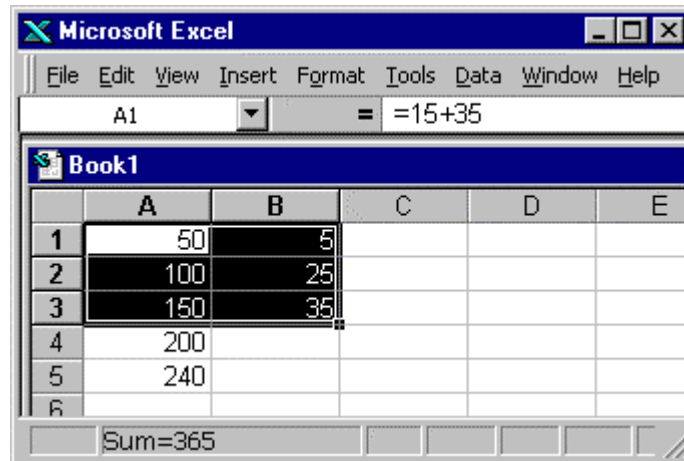 Microsoft Excel
File Edit View Insert Format Tools Data Window Help
A1 = =15+35
Book1
A B C D E
1 50 5
2 100 25
3 150 35
4 200
5 240
6
Sum=365